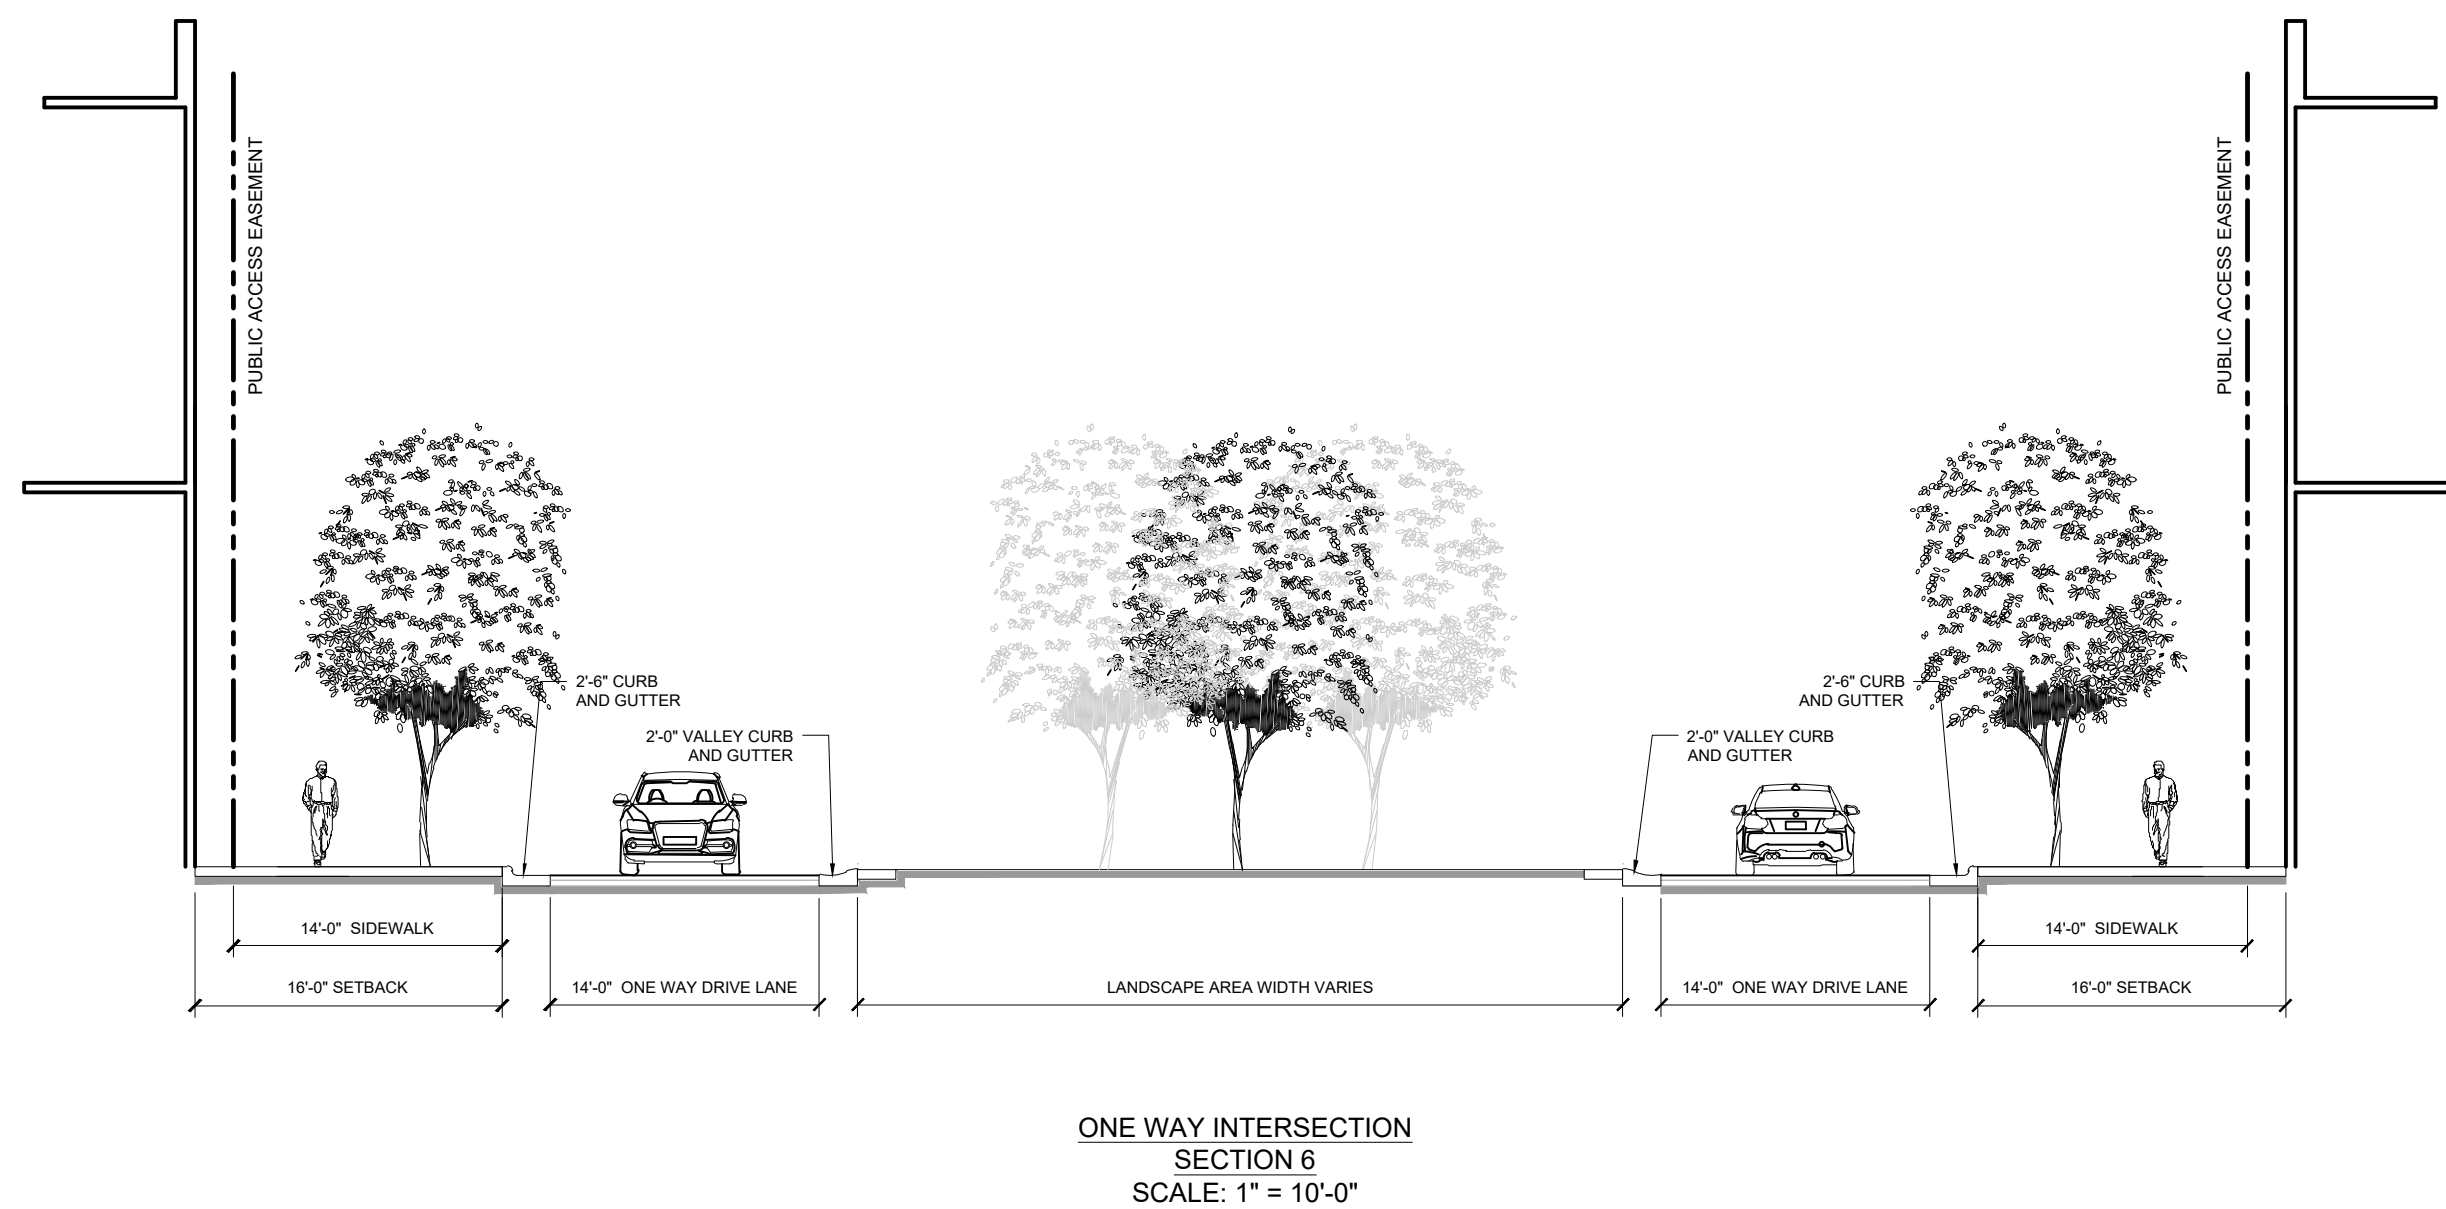 PUBLIC ACCESS EASEMENT
PUBLIC ACCESS EASEMENT
2'-6" CURB
AND GUTTER
2'-0" VALLEY CURB
AND GUTTER
2'-0" VALLEY CURB
AND GUTTER
2'-6" CURB
AND GUTTER
14'-0" SIDEWALK
14'-0" SIDEWALK
16'-0" SETBACK
14'-0" ONE WAY DRIVE LANE
LANDSCAPE AREA WIDTH VARIES
14'-0" ONE WAY DRIVE LANE
16'-0" SETBACK
ONE WAY INTERSECTION
SECTION 6
SCALE: 1" = 10'-0"